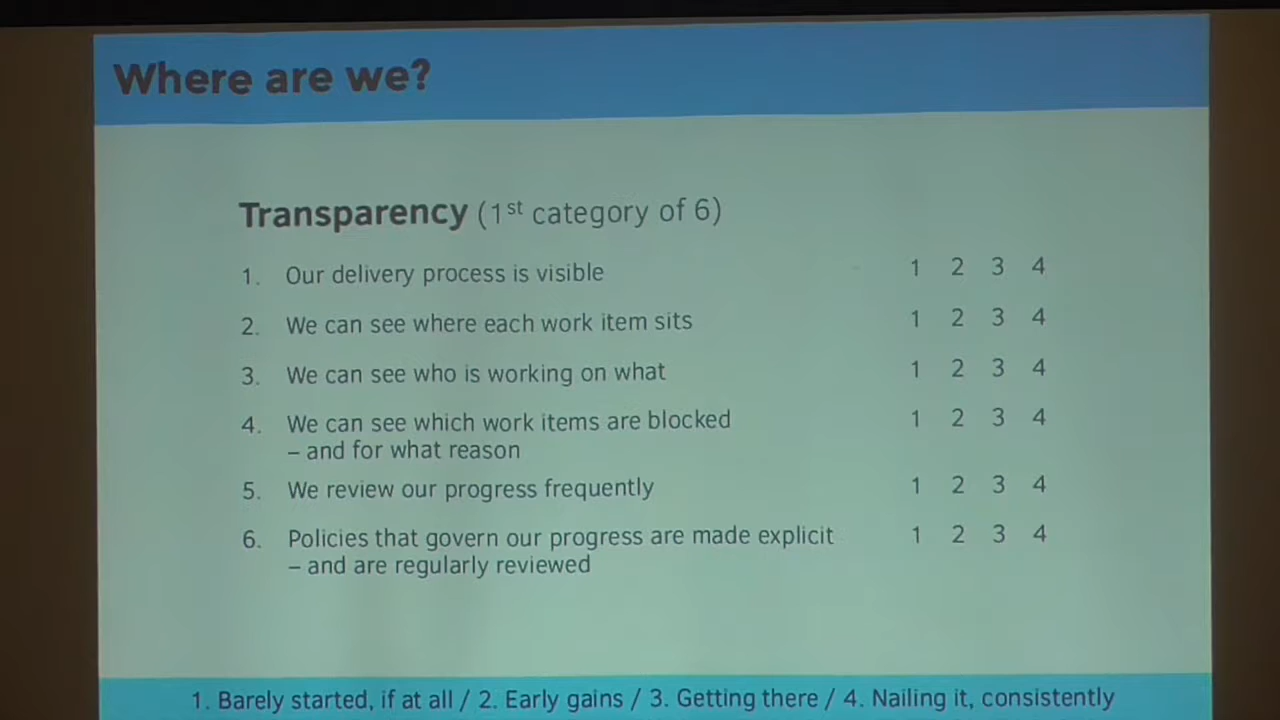 Where are we?
Transparency (1st category of 6)
1. Our delivery process is visible 1 2 3 4
2. We can see where each work item sits 1 2 3 4
3. We can see who is working on what 1 2 3 4
4. We can see which work items are blocked 1 2 3 4
– and for what reason
5. We review our progress frequently 1 2 3 4
6. Policies that govern our progress are made explicit 1 2 3 4
– and are regularly reviewed
1. Barely started, if at all / 2. Early gains / 3. Getting there / 4. Nailing it, consistently